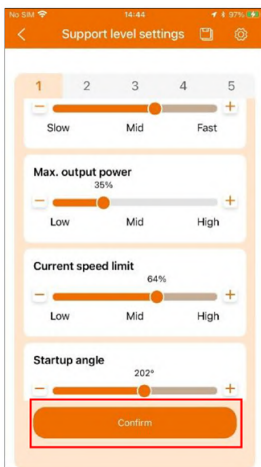 No SIM 14:44 97%
Support level settings
1 2 3 4 5
− +
Slow Mid Fast
Max. output power
35%
− +
Low Mid High
Current speed limit
64%
− +
Low Mid High
Startup angle
202°
− +
Confirm